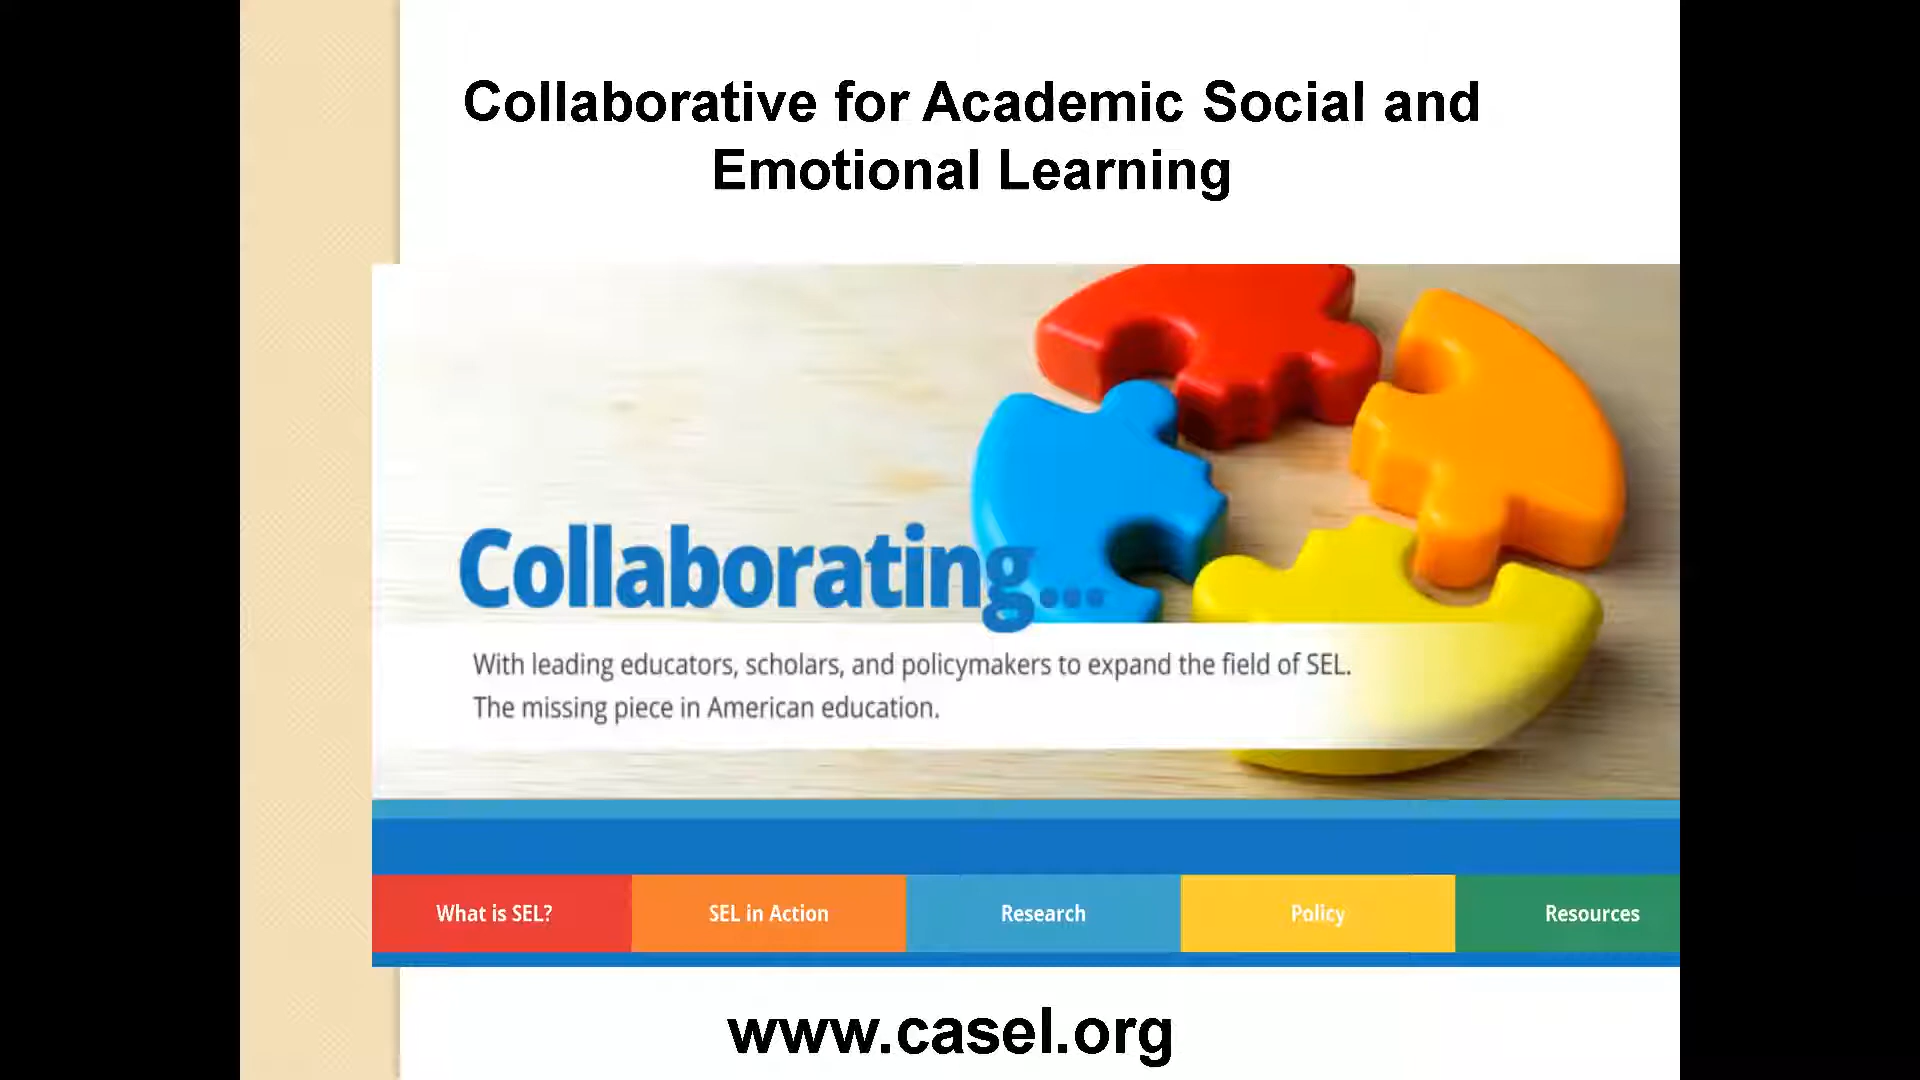 Collaborative for Academic Social and
Emotional Learning
Collaborating...
With leading educators, scholars, and policymakers to expand the field of SEL.
The missing piece in American education.
What is SEL?
SEL in Action
Research
Policy
Resources
www.casel.org